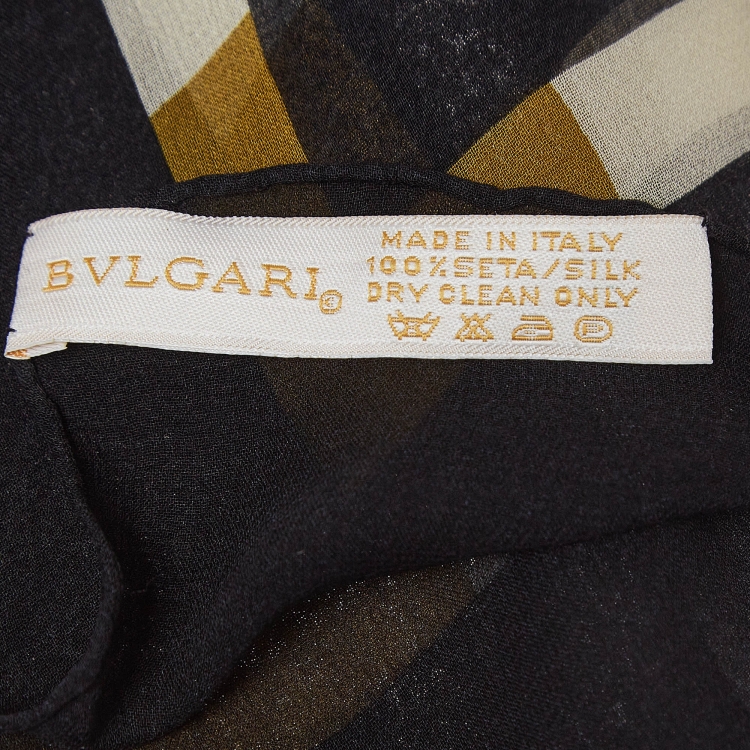 BVLGARI®
MADE IN ITALY
100% SETA/SILK
DRY CLEAN ONLY
P